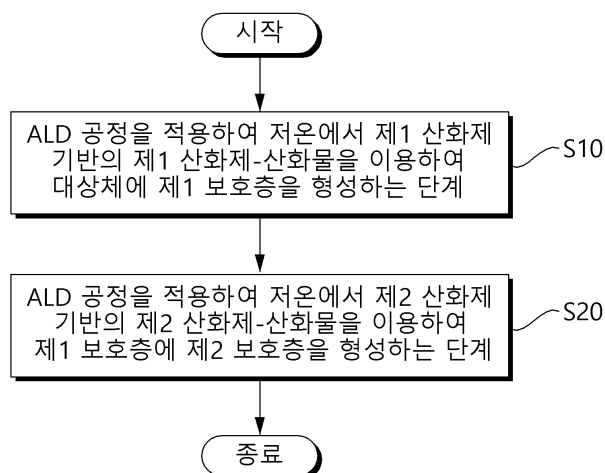 시작
ALD 공정을 적용하여 저온에서 제1 산화제
기반의 제1 산화제-산화물을 이용하여
대상체에 제1 보호층을 형성하는 단계
S10
ALD 공정을 적용하여 저온에서 제2 산화제
기반의 제2 산화제-산화물을 이용하여
제1 보호층에 제2 보호층을 형성하는 단계
S20
종료